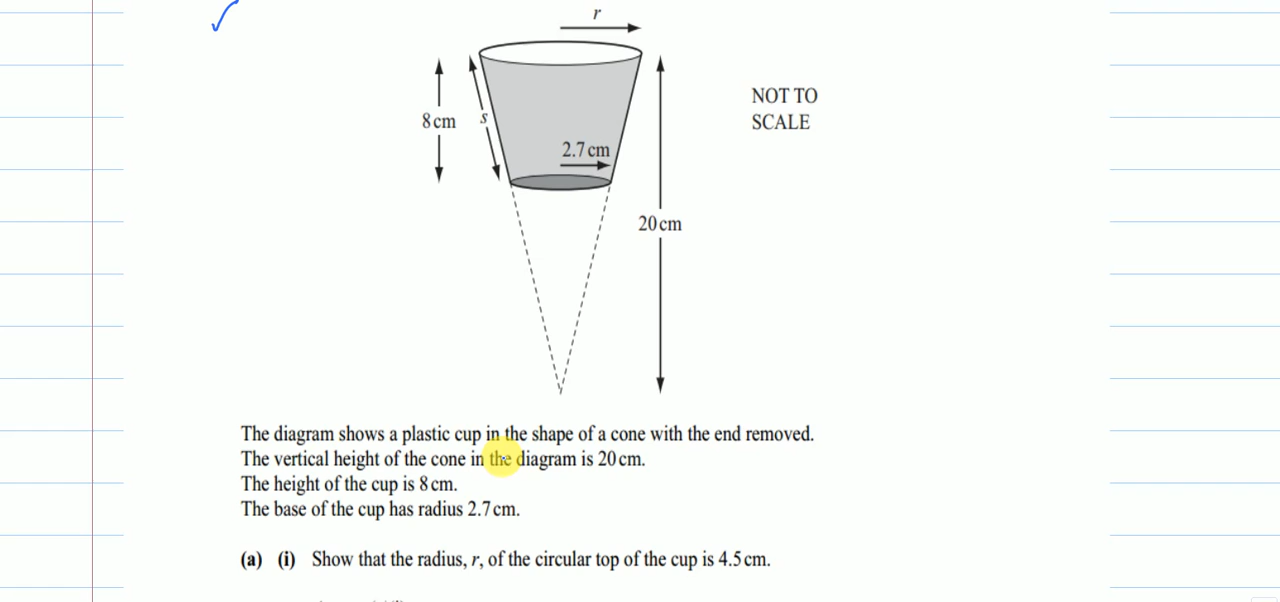 r
8 cm
s
NOT TO
SCALE
2.7 cm
20 cm
The diagram shows a plastic cup in the shape of a cone with the end removed.
The vertical height of the cone in the diagram is 20 cm.
The height of the cup is 8 cm.
The base of the cup has radius 2.7 cm.
(a) (i) Show that the radius, r, of the circular top of the cup is 4.5 cm.